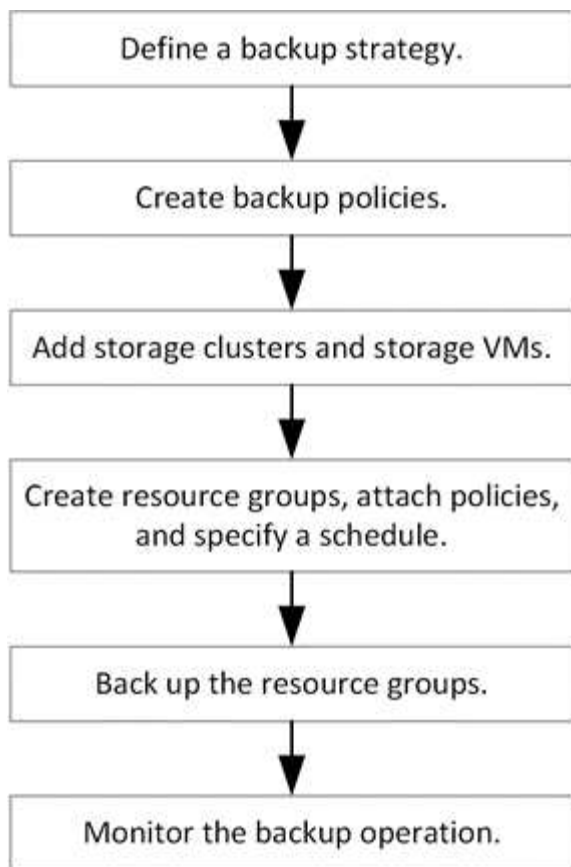 Define a backup strategy.
Create backup policies.
Add storage clusters and storage VMs.
Create resource groups, attach policies,
and specify a schedule.
Back up the resource groups.
Monitor the backup operation.